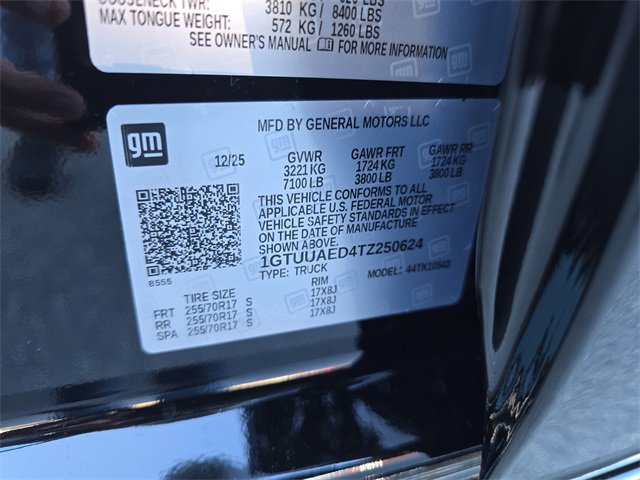 3810 KG / 8400 LBS
MAX TONGUE WEIGHT: 572 KG / 1260 LBS
SEE OWNER'S MANUAL FOR MORE INFORMATION
gm
MFD BY GENERAL MOTORS LLC
12/25 GVWR GAWR FRT GAWR RR
3221 KG 1724 KG 1724 KG
7100 LB 3800 LB 3800 LB
THIS VEHICLE CONFORMS TO ALL
APPLICABLE U.S. FEDERAL MOTOR
VEHICLE SAFETY STANDARDS IN EFFECT
ON THE DATE OF MANUFACTURE
SHOWN ABOVE.
1GTUUAED4TZ250624
TYPE: TRUCK MODEL: 44TK10543
8555
TIRE SIZE RIM
FRT 255/70R17 S 17X8J
RR 255/70R17 S 17X8J
SPA 255/70R17 S 17X8J